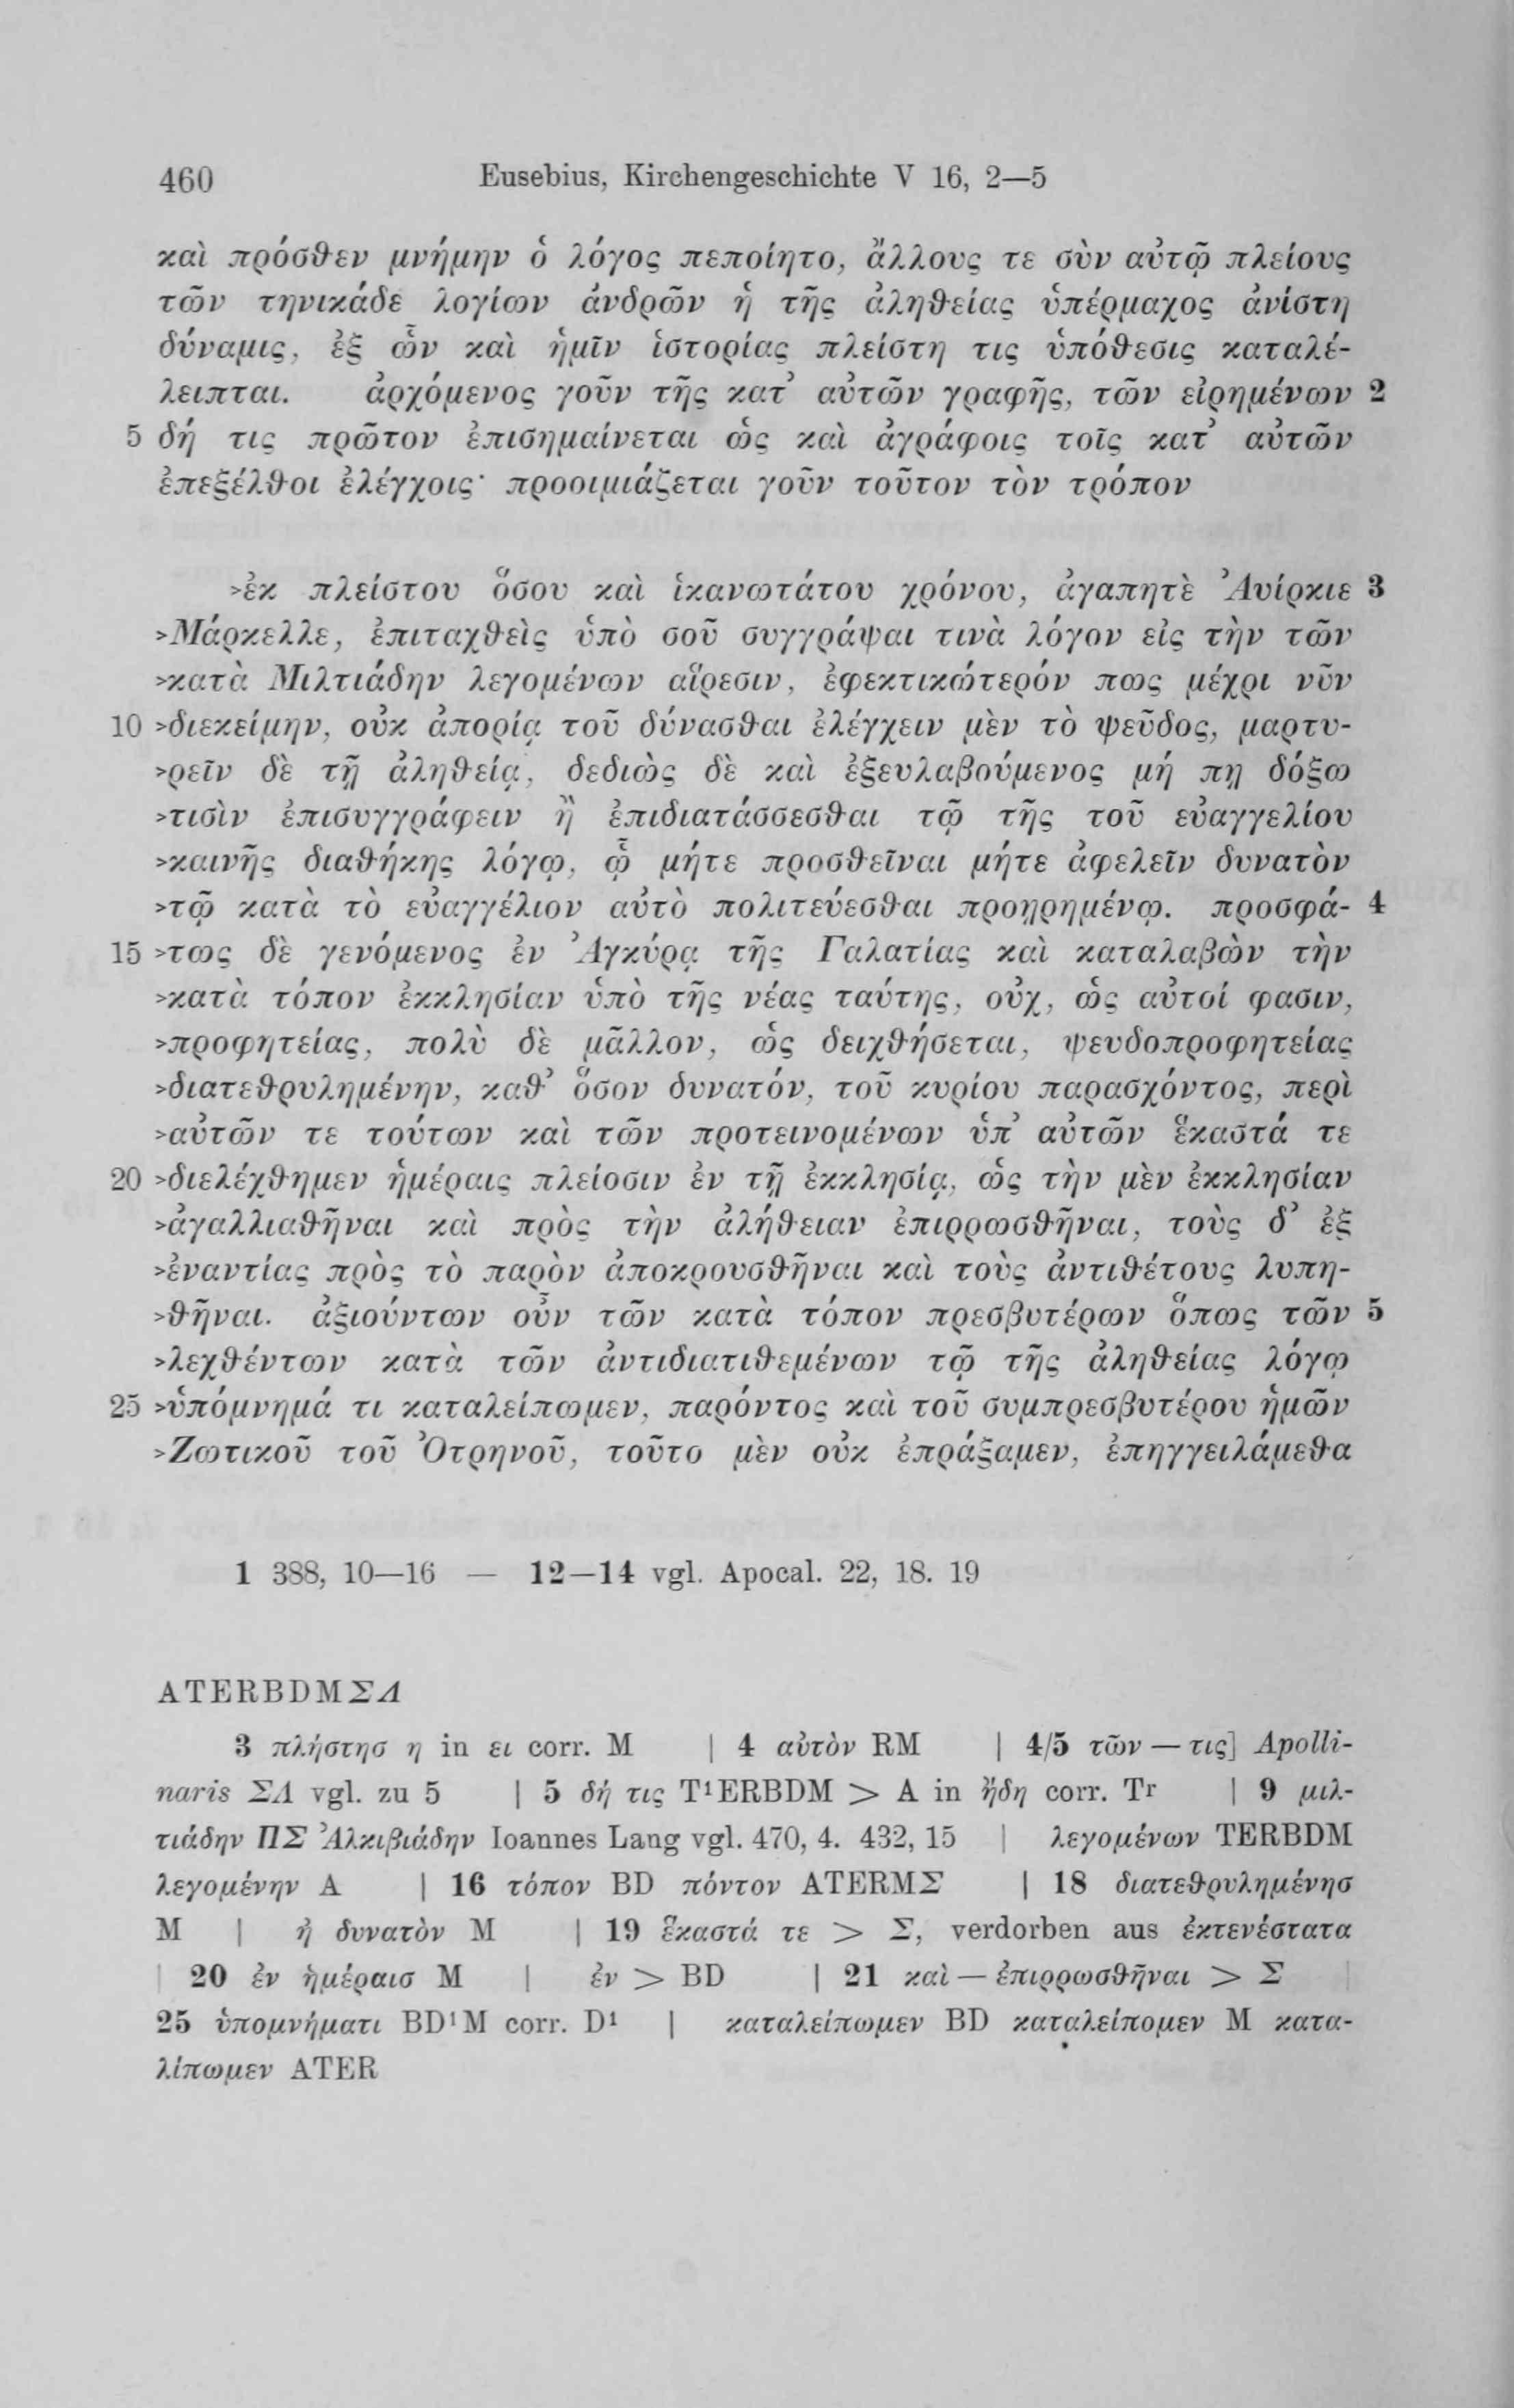 460 Eusebius, Kirchengeschichte V 16, 2—5
καὶ πρόσθεν μνήμην ὁ λόγος πεποίητο, ἄλλους τε σὺν αὐτῷ πλείους
τῶν τηνικάδε λογίων ἀνδρῶν ἡ τῆς ἀληθείας ὑπέρμαχος ἀνίστη
δύναμις, ἐξ ὧν καὶ ἡμῖν ἱστορίας πλείστη τις ὑπόθεσις καταλέ-
λειπται. ἀρχόμενος γοῦν τῆς κατ’ αὐτῶν γραφῆς, τῶν εἰρημένων 2
5 δή τις πρῶτον ἐπισημαίνεται ὡς καὶ ἀγράφοις τοῖς κατ’ αὐτῶν
ἐπεξέλθοι ἐλέγχοις· προοιμιάζεται γοῦν τοῦτον τὸν τρόπον
>ἐκ πλείστου ὅσου καὶ ἱκανωτάτου χρόνου, ἀγαπητὲ Ἀυίρκιε 3
>Μάρκελλε, ἐπιταχθεὶς ὑπὸ σοῦ συγγράψαι τινὰ λόγον εἰς τὴν τῶν
>κατὰ Μιλτιάδην λεγομένων αἵρεσιν, ἐφεκτικώτερόν πως μέχρι νῦν
10 >διεκείμην, οὐκ ἀπορίᾳ τοῦ δύνασθαι ἐλέγχειν μὲν τὸ ψεῦδος, μαρτυ-
>ρεῖν δὲ τῇ ἀληθείᾳ, δεδιὼς δὲ καὶ ἐξευλαβούμενος μή πῃ δόξω
>τισὶν ἐπισυγγράφειν ἢ ἐπιδιατάσσεσθαι τῷ τῆς τοῦ εὐαγγελίου
>καινῆς διαθήκης λόγῳ, ᾧ μήτε προσθεῖναι μήτε ἀφελεῖν δυνατὸν
>τῷ κατὰ τὸ εὐαγγέλιον αὐτὸ πολιτεύεσθαι προῃρημένῳ. προσφά- 4
15 >τως δὲ γενόμενος ἐν Ἀγκύρᾳ τῆς Γαλατίας καὶ καταλαβὼν τὴν
>κατὰ τόπον ἐκκλησίαν ὑπὸ τῆς νέας ταύτης, οὐχ, ὡς αὐτοί φασιν,
>προφητείας, πολὺ δὲ μᾶλλον, ὡς δειχθήσεται, ψευδοπροφητείας
>διατεθρυλημένην, καθ’ ὅσον δυνατόν, τοῦ κυρίου παρασχόντος, περὶ
>αὐτῶν τε τούτων καὶ τῶν προτεινομένων ὑπ’ αὐτῶν ἕκαστά τε
20 >διελέχθημεν ἡμέραις πλείοσιν ἐν τῇ ἐκκλησίᾳ, ὡς τὴν μὲν ἐκκλησίαν
>ἀγαλλιαθῆναι καὶ πρὸς τὴν ἀλήθειαν ἐπιρρωσθῆναι, τοὺς δ’ ἐξ
>ἐναντίας πρὸς τὸ παρὸν ἀποκρουσθῆναι καὶ τοὺς ἀντιθέτους λυπη-
>θῆναι. ἀξιούντων οὖν τῶν κατὰ τόπον πρεσβυτέρων ὅπως τῶν 5
>λεχθέντων κατὰ τῶν ἀντιδιατιθεμένων τῷ τῆς ἀληθείας λόγῳ
25 >ὑπόμνημά τι καταλείπωμεν, παρόντος καὶ τοῦ συμπρεσβυτέρου ἡμῶν
>Ζωτικοῦ τοῦ Ὀτρηνοῦ, τοῦτο μὲν οὐκ ἐπράξαμεν, ἐπηγγειλάμεθα
1 388, 10—16 — 12—14 vgl. Apocal. 22, 18. 19
ATERBDMΣΛ
3 πλήστησ η in ει corr. M | 4 αὐτὸν RM | 4/5 τῶν — τις] Apolli-
naris ΣΛ vgl. zu 5 | 5 δή τις T¹ERBDM > A in ἤδη corr. Tr | 9 μιλ-
τιάδην ΠΣ Ἀλκιβιάδην Ioannes Lang vgl. 470, 4. 432, 15 | λεγομένων TERBDM
λεγομένην A | 16 τόπον BD πόντον ATERMΣ | 18 διατεθρυλημένησ
M | ἡ δυνατὸν M | 19 ἕκαστά τε > Σ, verdorben aus ἐκτενέστατα
| 20 ἐν ἡμέραισ M | ἐν > BD | 21 καὶ — ἐπιρρωσθῆναι > Σ |
25 ὑπομνήματι BD¹M corr. D¹ | καταλείπωμεν BD καταλείπομεν M κατα-
λίπωμεν ATER